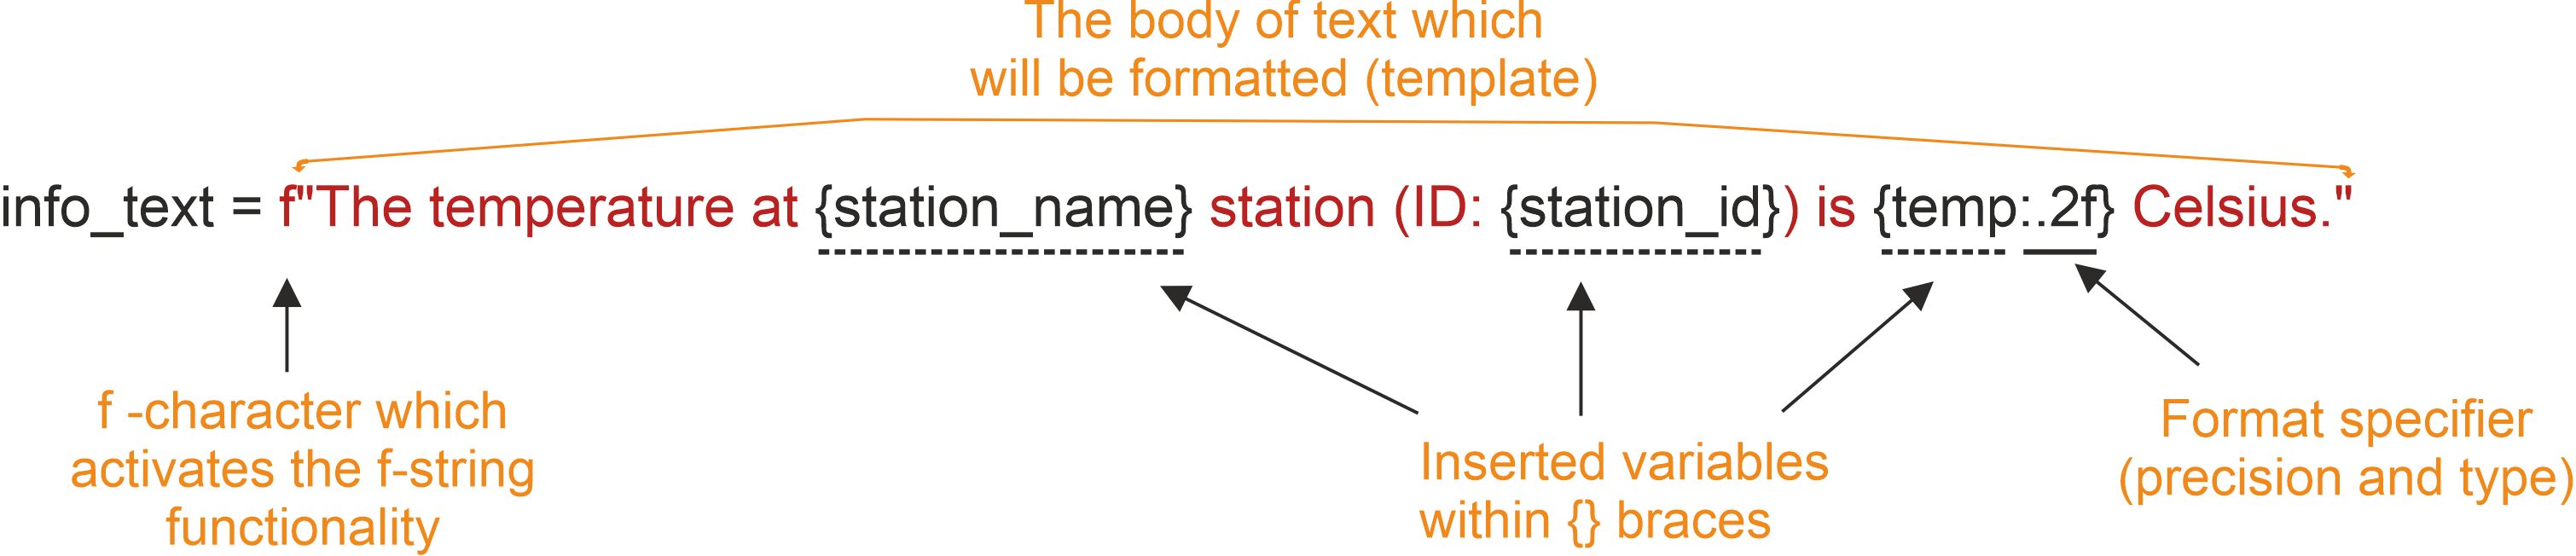 The body of text which
will be formatted (template)
info_text = f"The temperature at {station_name} station (ID: {station_id}) is {temp:.2f} Celsius."
f -character which
activates the f-string
functionality
Inserted variables
within {} braces
Format specifier
(precision and type)